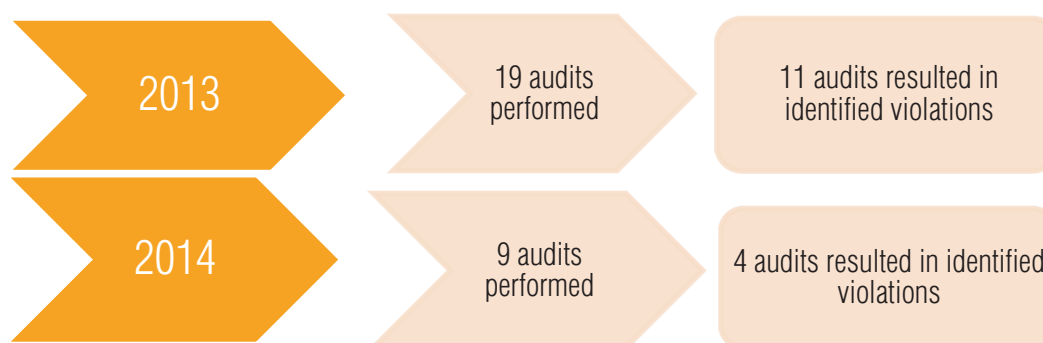 2013
19 audits
performed
11 audits resulted in
identified violations
2014
9 audits
performed
4 audits resulted in identified
violations